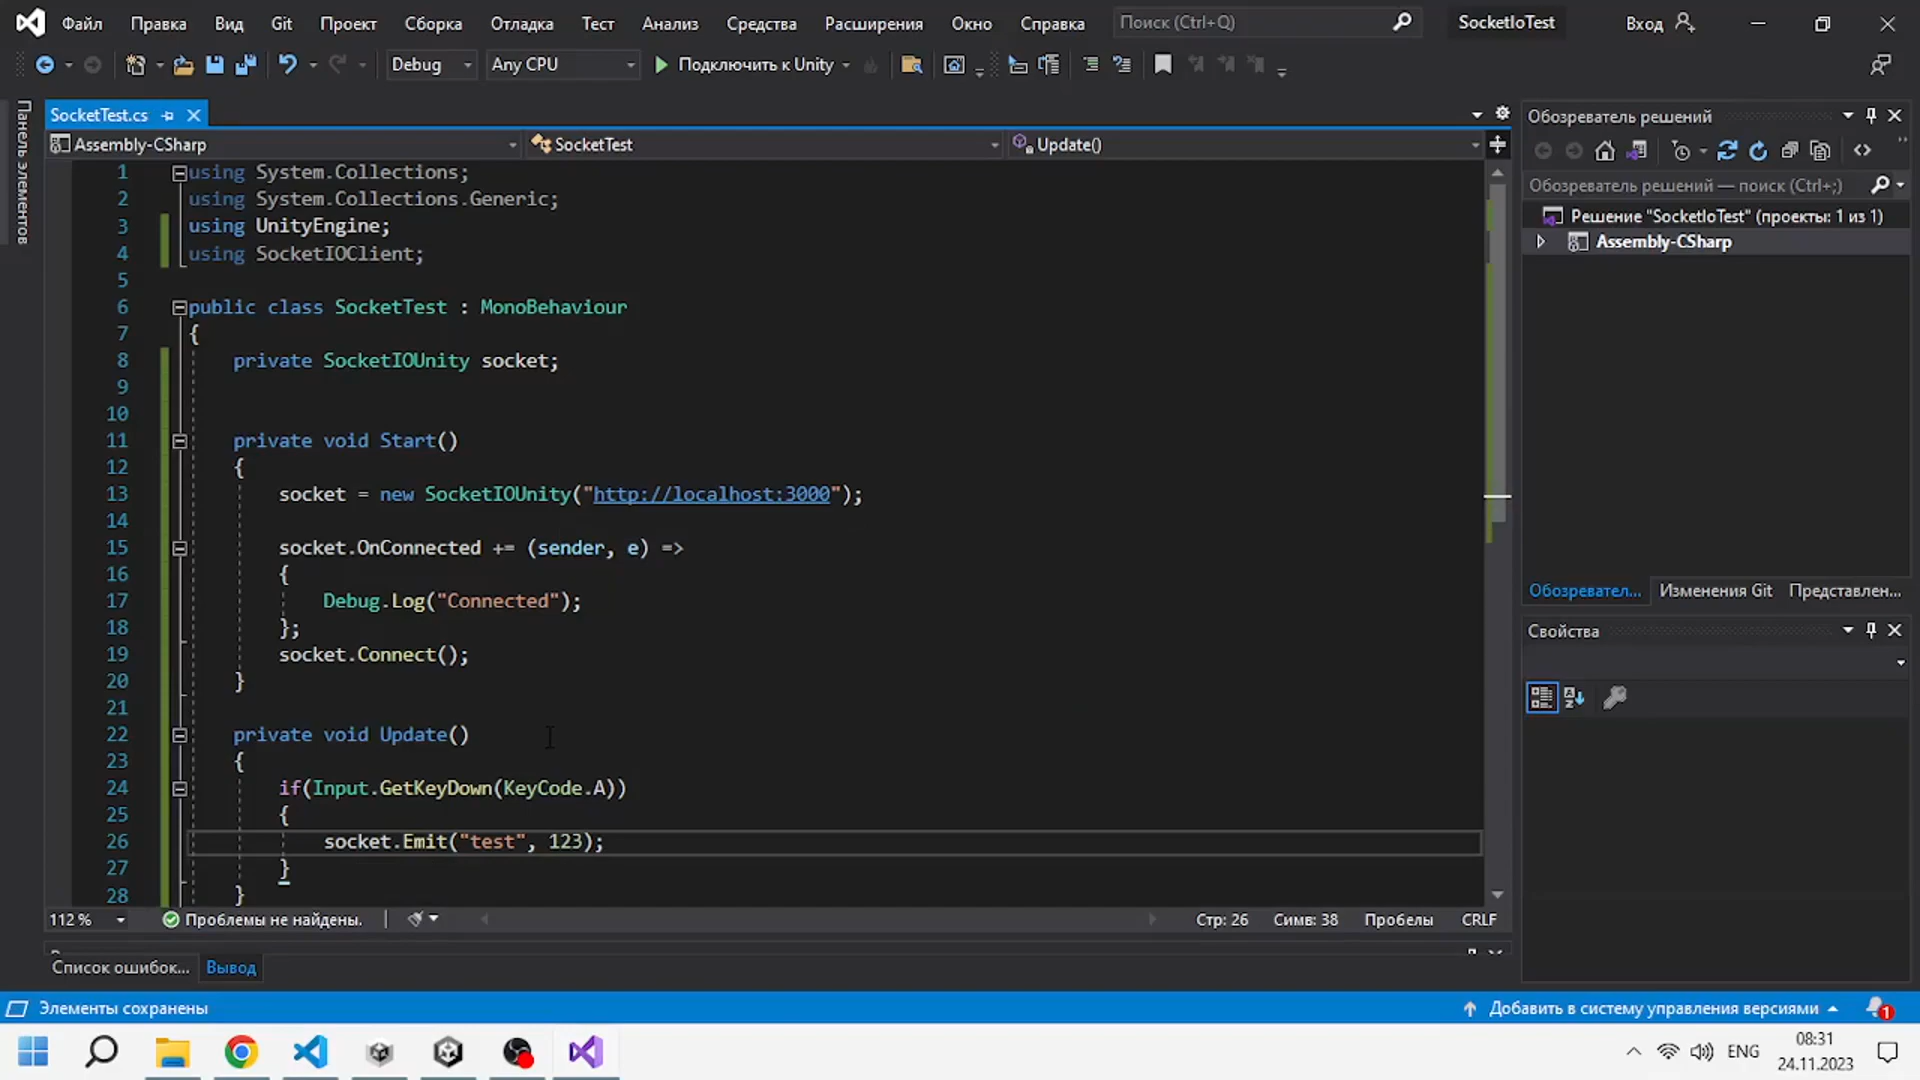 Файл Правка Вид Git Проект Сборка Отладка Тест Анализ Средства Расширения Окно Справка Поиск (Ctrl+Q) SocketIoTest Вход
Debug Any CPU Подключить к Unity
Панель элементов
SocketTest.cs
Assembly-CSharp SocketTest Update()
1 using System.Collections;
2 using System.Collections.Generic;
3 using UnityEngine;
4 using SocketIOClient;
5
6 public class SocketTest : MonoBehaviour
7 {
8 private SocketIOUnity socket;
9
10
11 private void Start()
12 {
13 socket = new SocketIOUnity("http://localhost:3000");
14
15 socket.OnConnected += (sender, e) =>
16 {
17 Debug.Log("Connected");
18 };
19 socket.Connect();
20 }
21
22 private void Update()
23 {
24 if(Input.GetKeyDown(KeyCode.A))
25 {
26 socket.Emit("test", 123);
27 }
28 }
112 % Проблемы не найдены. Стр: 26 Симв: 38 Пробелы CRLF
Список ошибок... Вывод
Обозреватель решений
Обозреватель решений — поиск (Ctrl+;)
Решение "SocketIoTest" (проекты: 1 из 1)
Assembly-CSharp
Обозревател... Изменения Git Представлен...
Свойства
Элементы сохранены Добавить в систему управления версиями 1
ENG 08:31
24.11.2023